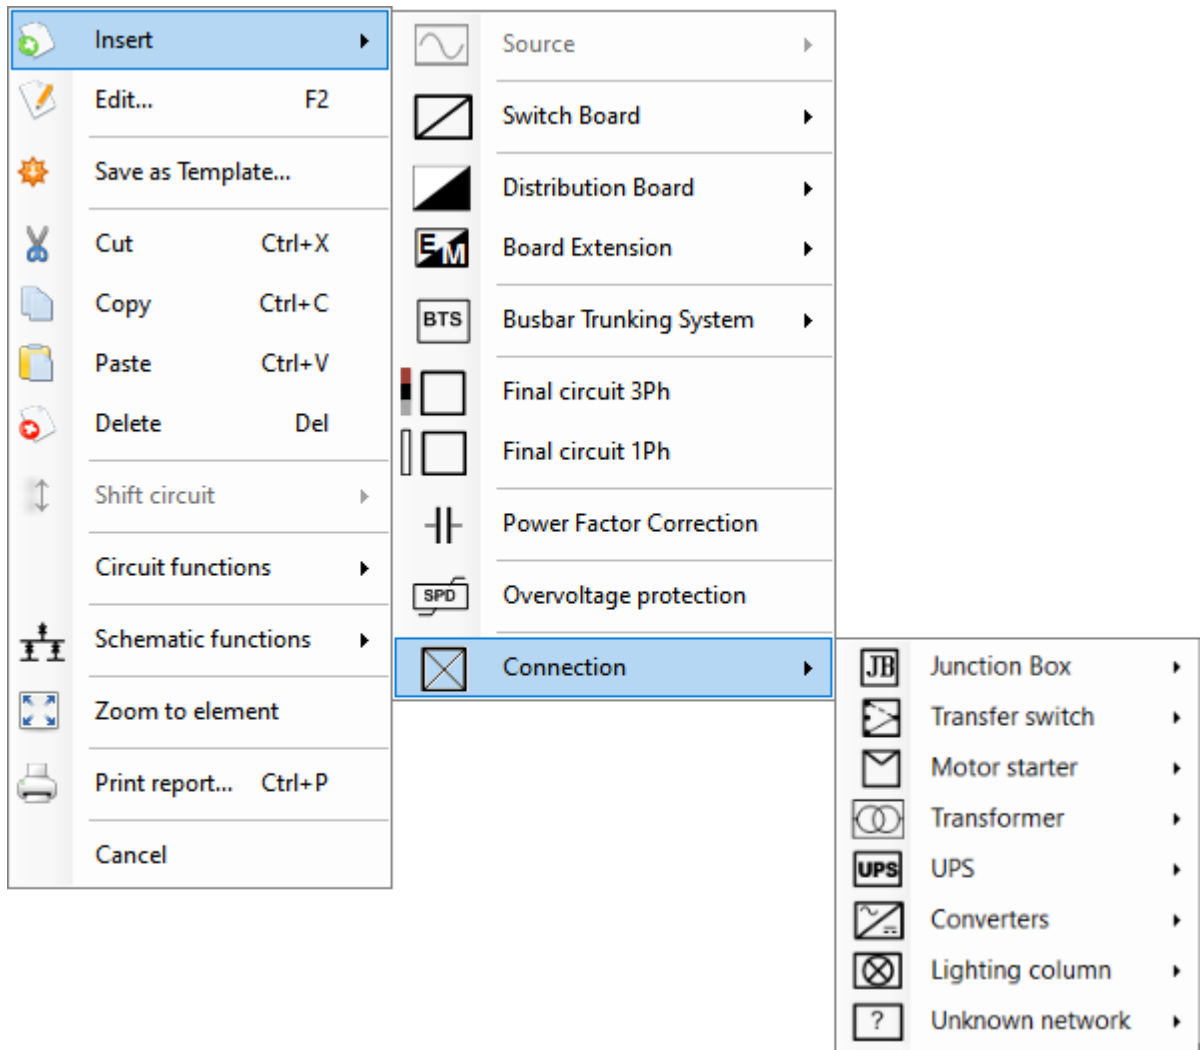 Insert
Edit... F2
Save as Template...
Cut Ctrl+X
Copy Ctrl+C
Paste Ctrl+V
Delete Del
Shift circuit
Circuit functions
Schematic functions
Zoom to element
Print report... Ctrl+P
Cancel
Source
Switch Board
Distribution Board
EM Board Extension
BTS Busbar Trunking System
Final circuit 3Ph
Final circuit 1Ph
Power Factor Correction
SPD Overvoltage protection
Connection
JB Junction Box
Transfer switch
Motor starter
Transformer
UPS UPS
Converters
Lighting column
? Unknown network